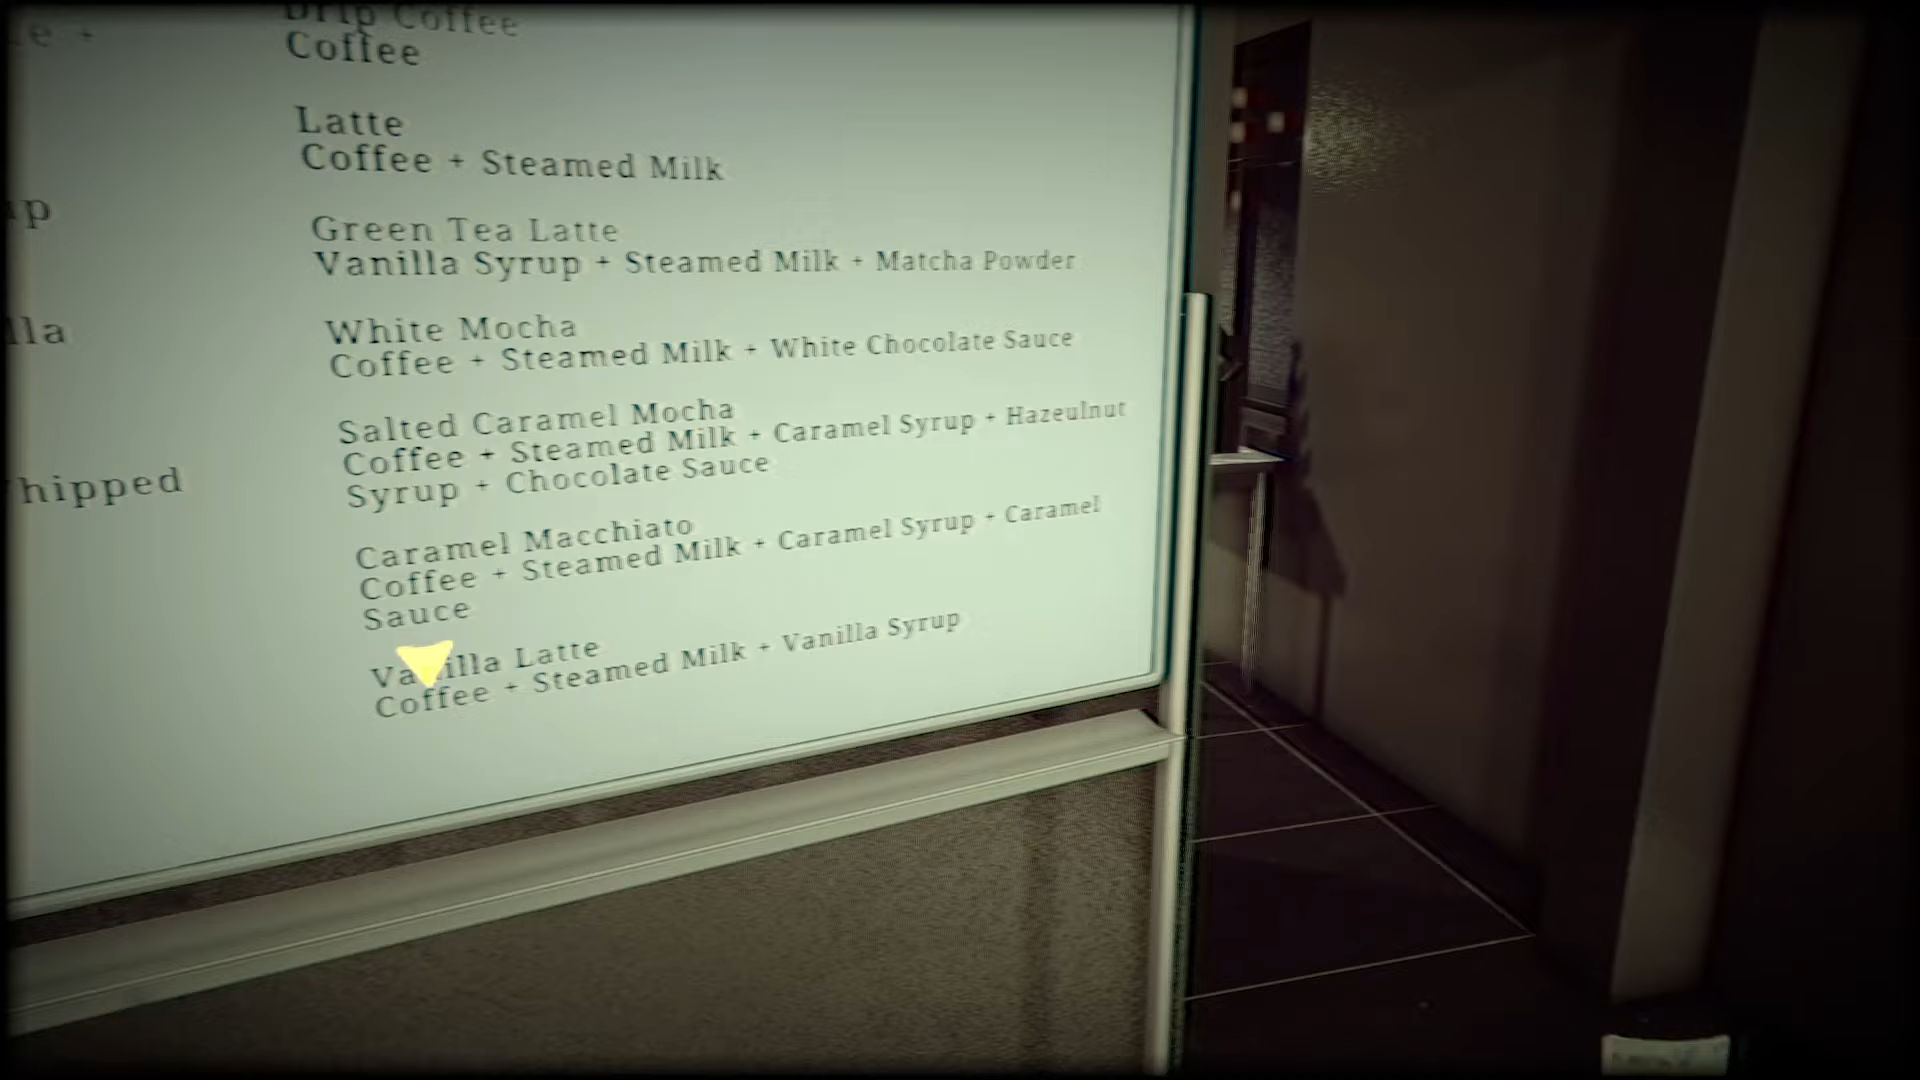 Drip Coffee
Coffee
Latte
Coffee + Steamed Milk
Green Tea Latte
Vanilla Syrup + Steamed Milk + Matcha Powder
White Mocha
Coffee + Steamed Milk + White Chocolate Sauce
Salted Caramel Mocha
Coffee + Steamed Milk + Caramel Syrup + Hazeulnut
Syrup + Chocolate Sauce
Caramel Macchiato
Coffee + Steamed Milk + Caramel Syrup + Caramel
Sauce
Vanilla Latte
Coffee + Steamed Milk + Vanilla Syrup